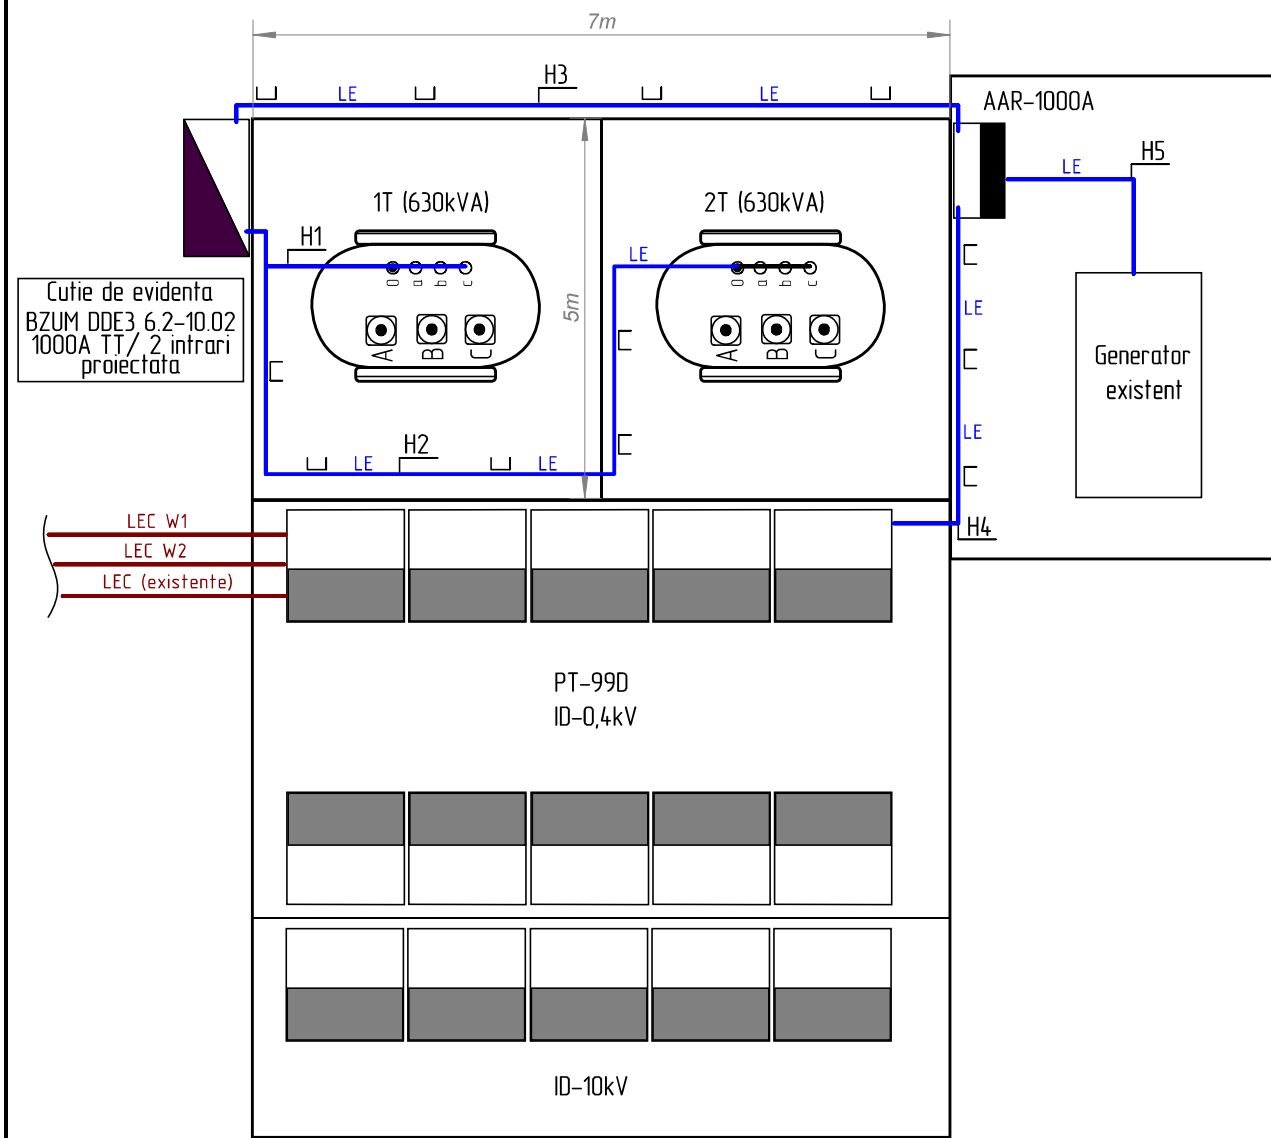 7m
H3
LE
LE
AAR-1000A
H5
LE
1T (630kVA)
2T (630kVA)
H1
LE
0 a b c
0 a b c
5m
A B C
A B C
Cutie de evidenta
BZUM DDE3 6.2-10.02
1000A TT/ 2 intrari
proiectata
LE
Generator
existent
H2
LE
LE
LE
LEC W1
H4
LEC W2
LEC (existente)
PT-99D
ID-0,4kV
ID-10kV